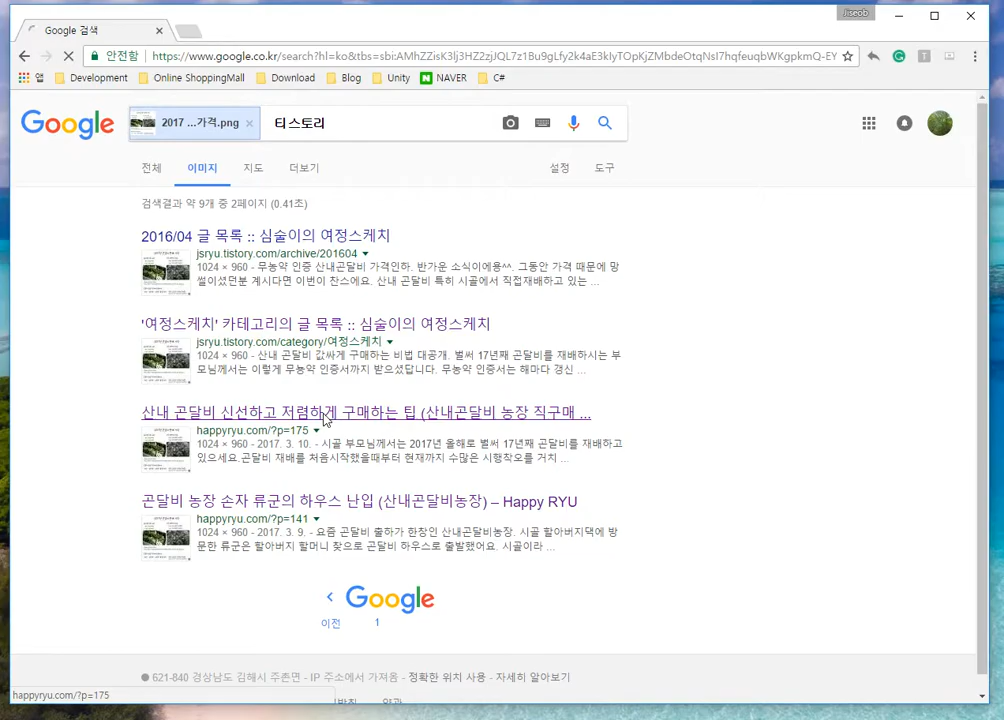 Jiseob
Google 검색
안전함 https://www.google.co.kr/search?hl=ko&tbs=sbi:AMhZZisK3lj3HZ2zjJQL7z1Bu9gLfk2k4aE3kIyTOpKjZMbdeOtqNsI7hqfeuqbWKgpkmQ-EY
앱 Development Online ShoppingMall Download Blog Unity NAVER C#
Google 2017 ...가격.png 티스토리
전체 이미지 지도 더보기 설정 도구
검색결과 약 9개 중 2페이지 (0.41초)
2016/04 글 목록 :: 심술이의 여정스케치
jsryu.tistory.com/archive/201604
1024 × 960 - 무농약 인증 산내곤달비 가격인하. 반가운 소식이에용^^. 그동안 가격 때문에 망
썰이셨던분 계시다면 이번이 찬스에요. 산내 곤달비 특히 시골에서 직접재배하고 있는 ...
'여정스케치' 카테고리의 글 목록 :: 심술이의 여정스케치
jsryu.tistory.com/category/여정스케치
1024 × 960 - 산내 곤달비 값싸게 구매하는 비법 대공개. 벌써 17년째 곤달비를 재배하시는 부
모님께서는 이렇게 무농약 인증서까지 받으셨답니다. 무농약 인증서는 해마다 갱신 ...
산내 곤달비 신선하고 저렴하게 구매하는 팁 (산내곤달비 농장 직구매 ...
happyryu.com/?p=175
1024 × 960 - 2017. 3. 10. - 시골 부모님께서는 2017년 올해로 벌써 17년째 곤달비를 재배하고
있으세요.곤달비 재배를 처음시작했을때부터 현재까지 수많은 시행착오를 거치 ...
곤달비 농장 손자 류군의 하우스 난입 (산내곤달비농장) – Happy RYU
happyryu.com/?p=141
1024 × 960 - 2017. 3. 9. - 요즘 곤달비 출하가 한창인 산내곤달비농장. 시골 할아버지댁에 방
문한 류군은 할아버지 할머니 찾으로 곤달비 하우스로 출발했어요. 시골이라 ...
Google
이전 1
621-840 경상남도 김해시 주촌면 - IP 주소에서 가져옴 - 정확한 위치 사용 - 자세히 알아보기
happyryu.com/?p=175
약관